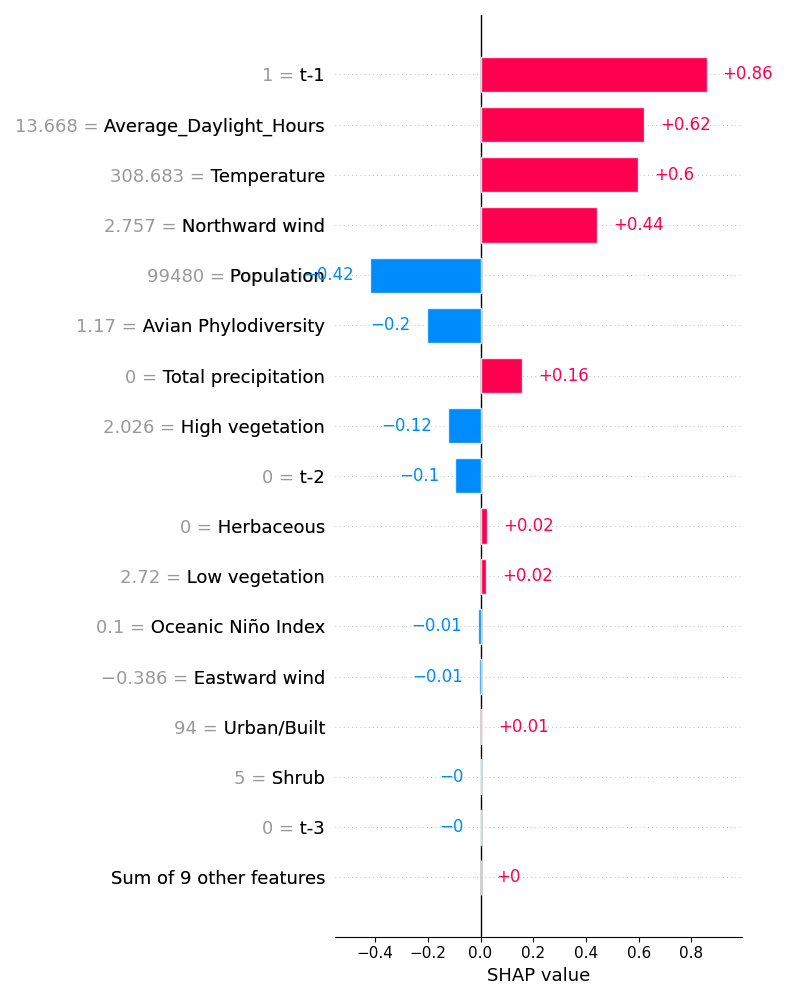 1 = t-1 +0.86
13.668 = Average_Daylight_Hours +0.62
308.683 = Temperature +0.6
2.757 = Northward wind +0.44
99480 = Population −0.42
1.17 = Avian Phylodiversity −0.2
0 = Total precipitation +0.16
2.026 = High vegetation −0.12
0 = t-2 −0.1
0 = Herbaceous +0.02
2.72 = Low vegetation +0.02
0.1 = Oceanic Niño Index −0.01
−0.386 = Eastward wind −0.01
94 = Urban/Built +0.01
5 = Shrub −0
0 = t-3 −0
Sum of 9 other features +0
−0.4 −0.2 0.0 0.2 0.4 0.6 0.8
SHAP value